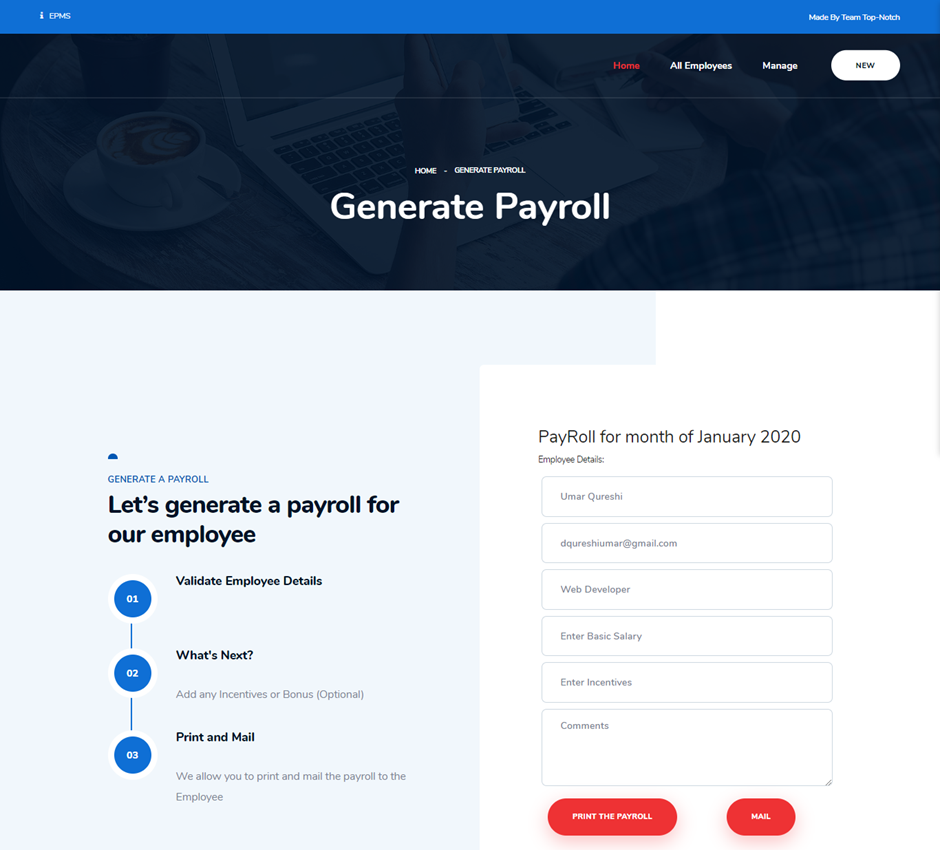 EPMS
Made By Team Top-Notch
Home
All Employees
Manage
NEW
HOME - GENERATE PAYROLL
Generate Payroll
GENERATE A PAYROLL
Let's generate a payroll for
our employee
01
Validate Employee Details
02
What's Next?
Add any Incentives or Bonus (Optional)
03
Print and Mail
We allow you to print and mail the payroll to the
Employee
PayRoll for month of January 2020
Employee Details:
Umar Qureshi
dqureshiumar@gmail.com
Web Developer
Enter Basic Salary
Enter Incentives
Comments
PRINT THE PAYROLL
MAIL